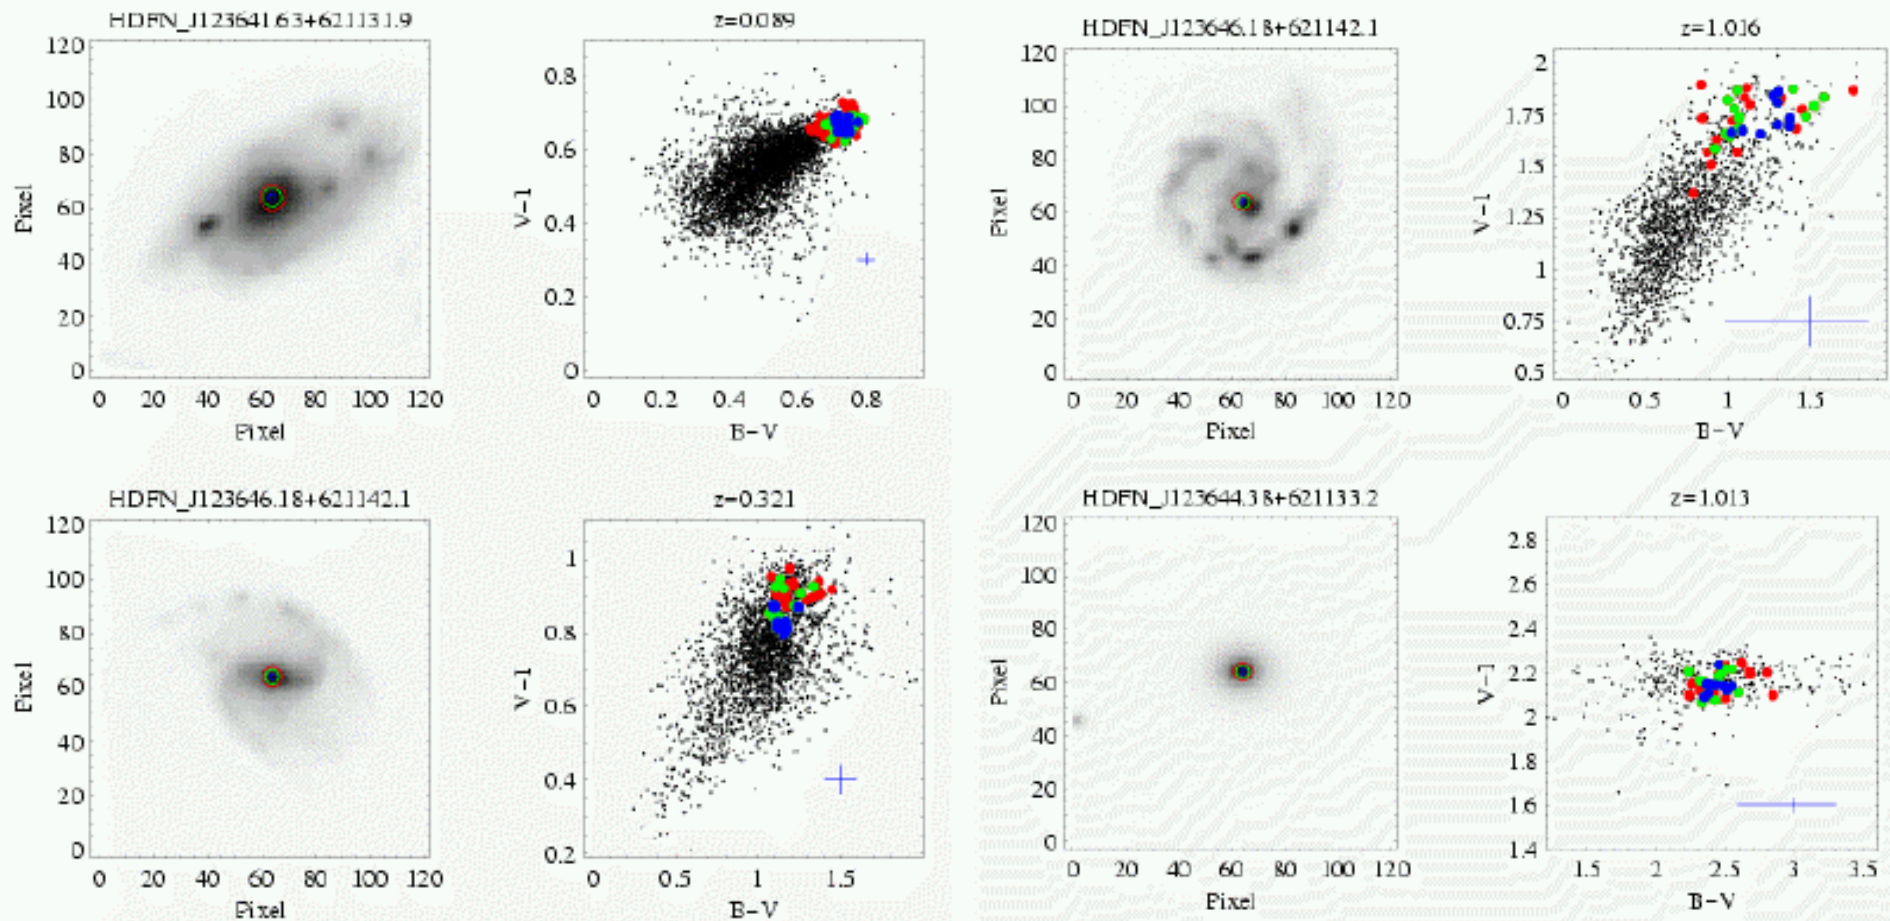 HDFN_J123641.63+621131.9
z=0.089
120
100
80
60
40
20
0
Pixel
0 20 40 60 80 100 120
Pixel
0.8
0.6
0.4
0.2
0
V-I
0 0.2 0.4 0.6 0.8
B-V
HDFN_J123646.18+621142.1
z=1.016
120
100
80
60
40
20
0
Pixel
0 20 40 60 80 100 120
Pixel
2
1.75
1.5
1.25
1
0.75
0.5
V-I
0 0.5 1 1.5
B-V
HDFN_J123646.18+621142.1
z=0.321
120
100
80
60
40
20
0
Pixel
0 20 40 60 80 100 120
Pixel
1
0.8
0.6
0.4
0.2
V-I
0 0.5 1 1.5
B-V
HDFN_J123644.38+621133.2
z=1.013
120
100
80
60
40
20
0
Pixel
0 20 40 60 80 100 120
Pixel
2.8
2.6
2.4
2.2
2
1.8
1.6
1.4
V-I
1.5 2 2.5 3 3.5
B-V